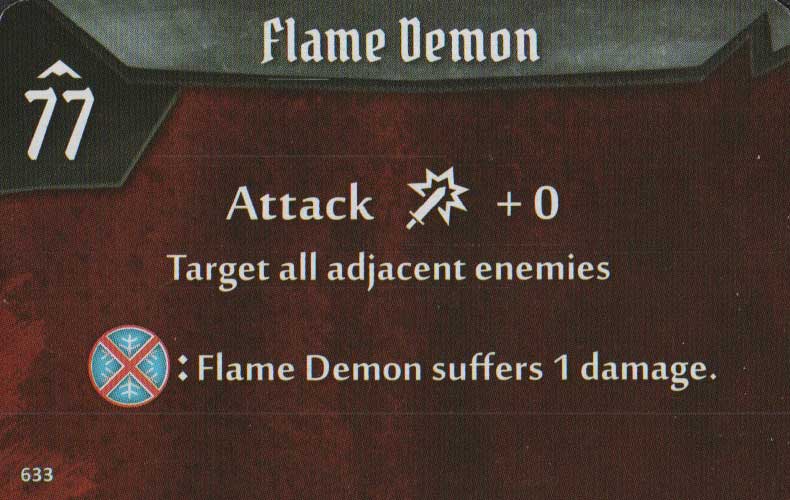 Flame Demon
77
Attack + 0
Target all adjacent enemies
: Flame Demon suffers 1 damage.
633